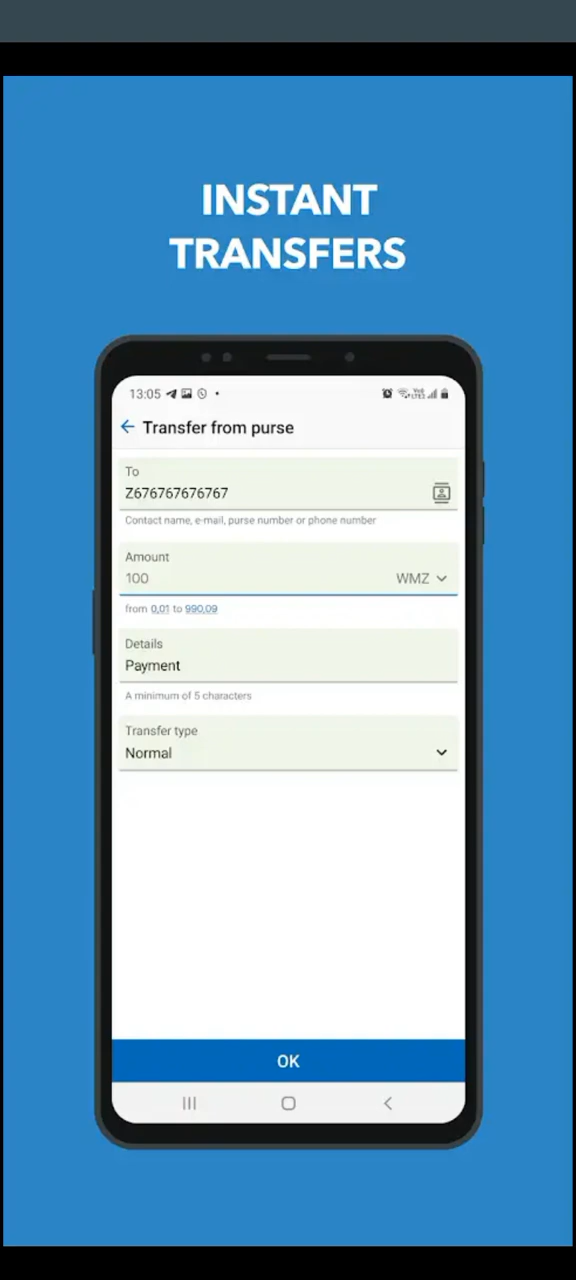 INSTANT
TRANSFERS
13:05
Transfer from purse
To
Z676767676767
Contact name, e-mail, purse number or phone number
Amount
100 WMZ
from 0,01 to 990,09
Details
Payment
A minimum of 5 characters
Transfer type
Normal
OK